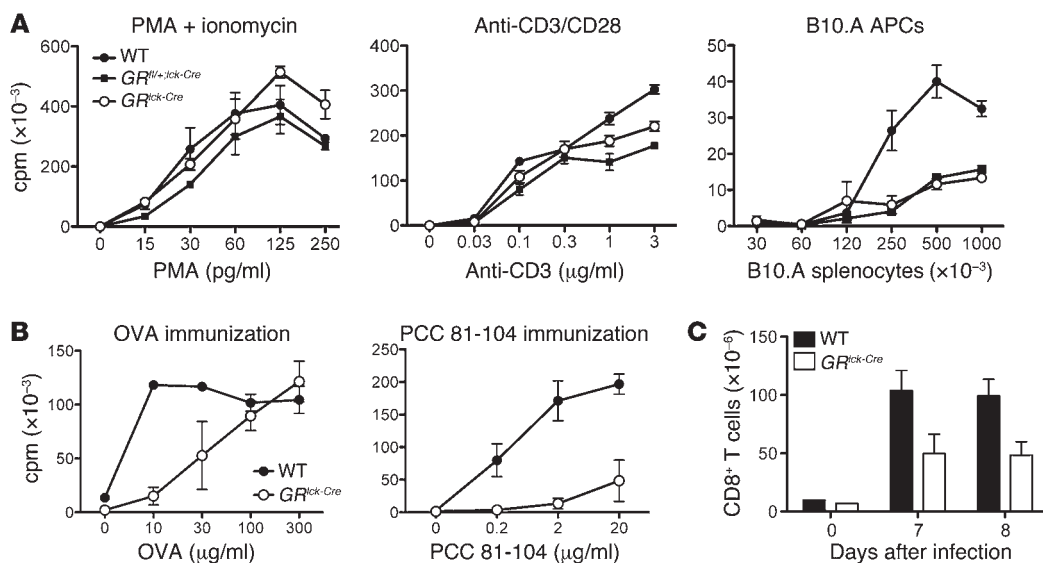 A
PMA + ionomycin
Anti-CD3/CD28
B10.A APCs
WT
GRfl/+;lck-Cre
GRlck-Cre
cpm (×10–3)
600
400
200
0
0 15 30 60 125 250
PMA (pg/ml)
400
300
200
100
0
0 0.03 0.1 0.3 1 3
Anti-CD3 (μg/ml)
50
40
30
20
10
0
30 60 120 250 500 1000
B10.A splenocytes (×10–3)
B
OVA immunization
PCC 81-104 immunization
cpm (×10–3)
150
100
50
0
0 10 30 100 300
OVA (μg/ml)
WT
GRlck-Cre
250
200
150
100
50
0
0 0.2 2 20
PCC 81-104 (μg/ml)
C
WT
GRlck-Cre
CD8+ T cells (×10–6)
150
100
50
0
0 7 8
Days after infection